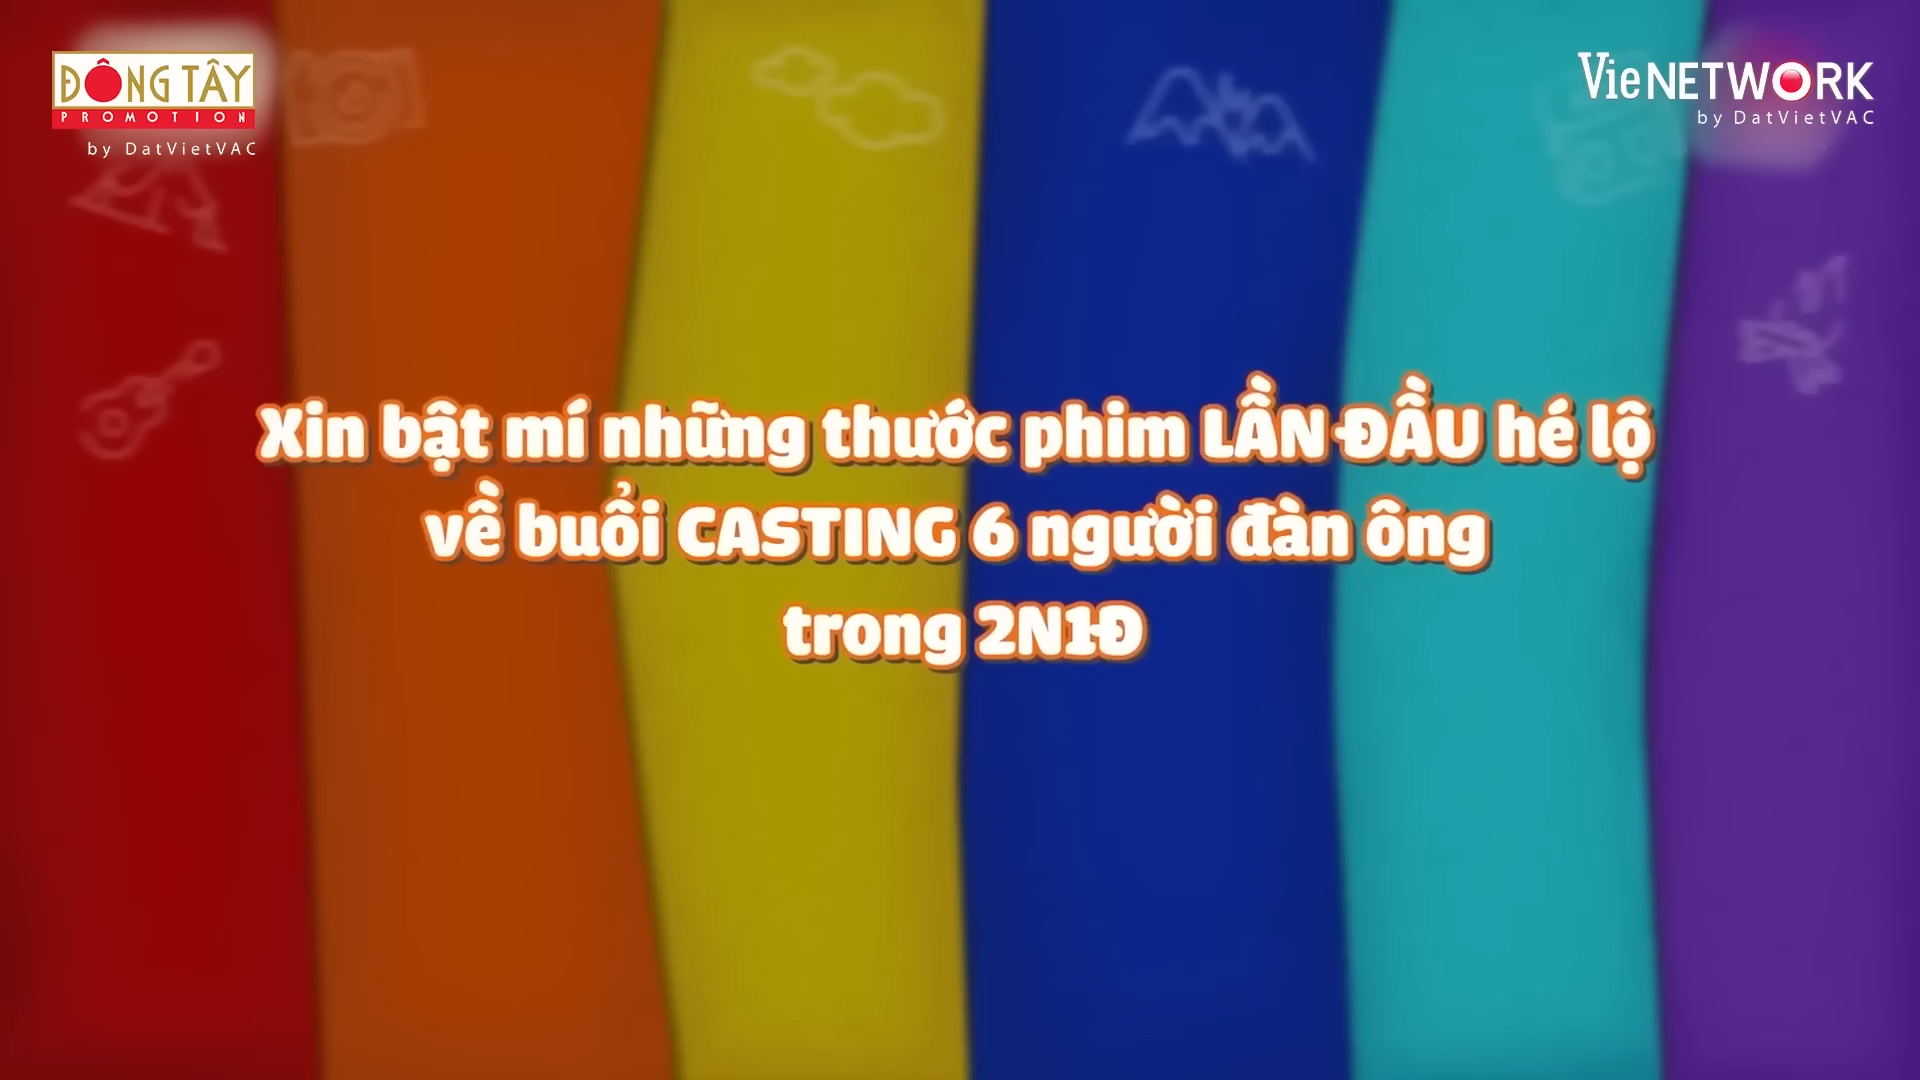 ĐÔNG TÂY
PROMOTION
by DatVietVAC
VieNETWORK
by DatVietVAC
Xin bật mí những thước phim LẦN ĐẦU hé lộ
về buổi CASTING 6 người đàn ông
trong 2N1Đ